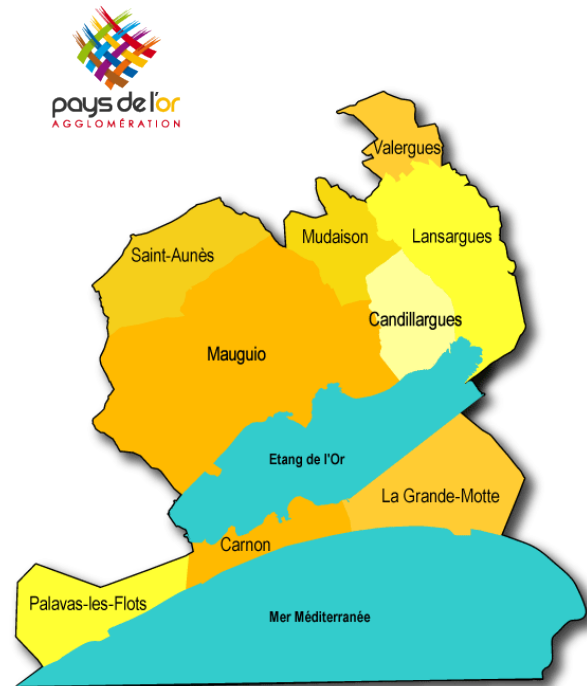 pays de l'or
AGGLOMÉRATION
Valergues
Mudaison
Lansargues
Saint-Aunès
Candillargues
Mauguio
Etang de l'Or
La Grande-Motte
Carnon
Palavas-les-Flots
Mer Méditerranée